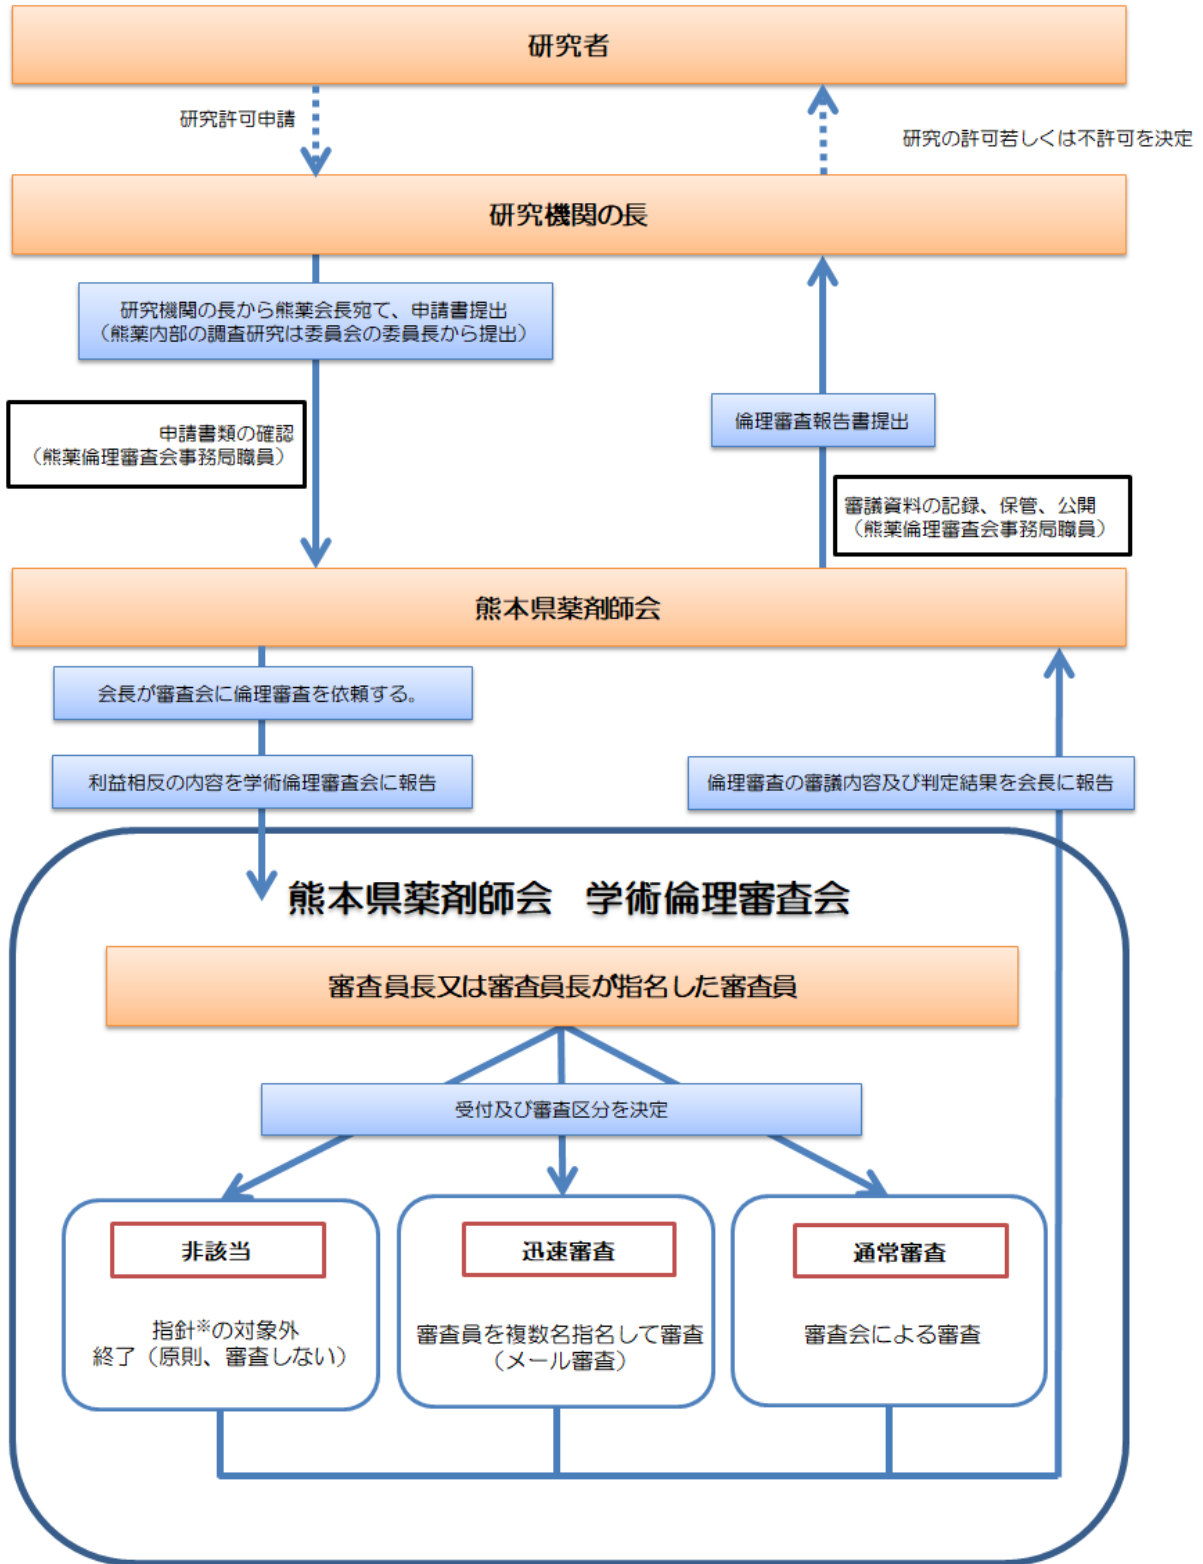 研究者
研究許可申請
研究の許可若しくは不許可を決定
研究機関の長
研究機関の長から熊薬会長宛て、申請書提出
（熊薬内部の調査研究は委員会の委員長から提出）
申請書類の確認
（熊薬倫理審査会事務局職員）
倫理審査報告書提出
審議資料の記録、保管、公開
（熊薬倫理審査会事務局職員）
熊本県薬剤師会
会長が審査会に倫理審査を依頼する。
利益相反の内容を学術倫理審査会に報告
倫理審査の審議内容及び判定結果を会長に報告
熊本県薬剤師会　学術倫理審査会
審査員長又は審査員長が指名した審査員
受付及び審査区分を決定
非該当
指針※の対象外
終了（原則、審査しない）
迅速審査
審査員を複数名指名して審査
（メール審査）
通常審査
審査会による審査